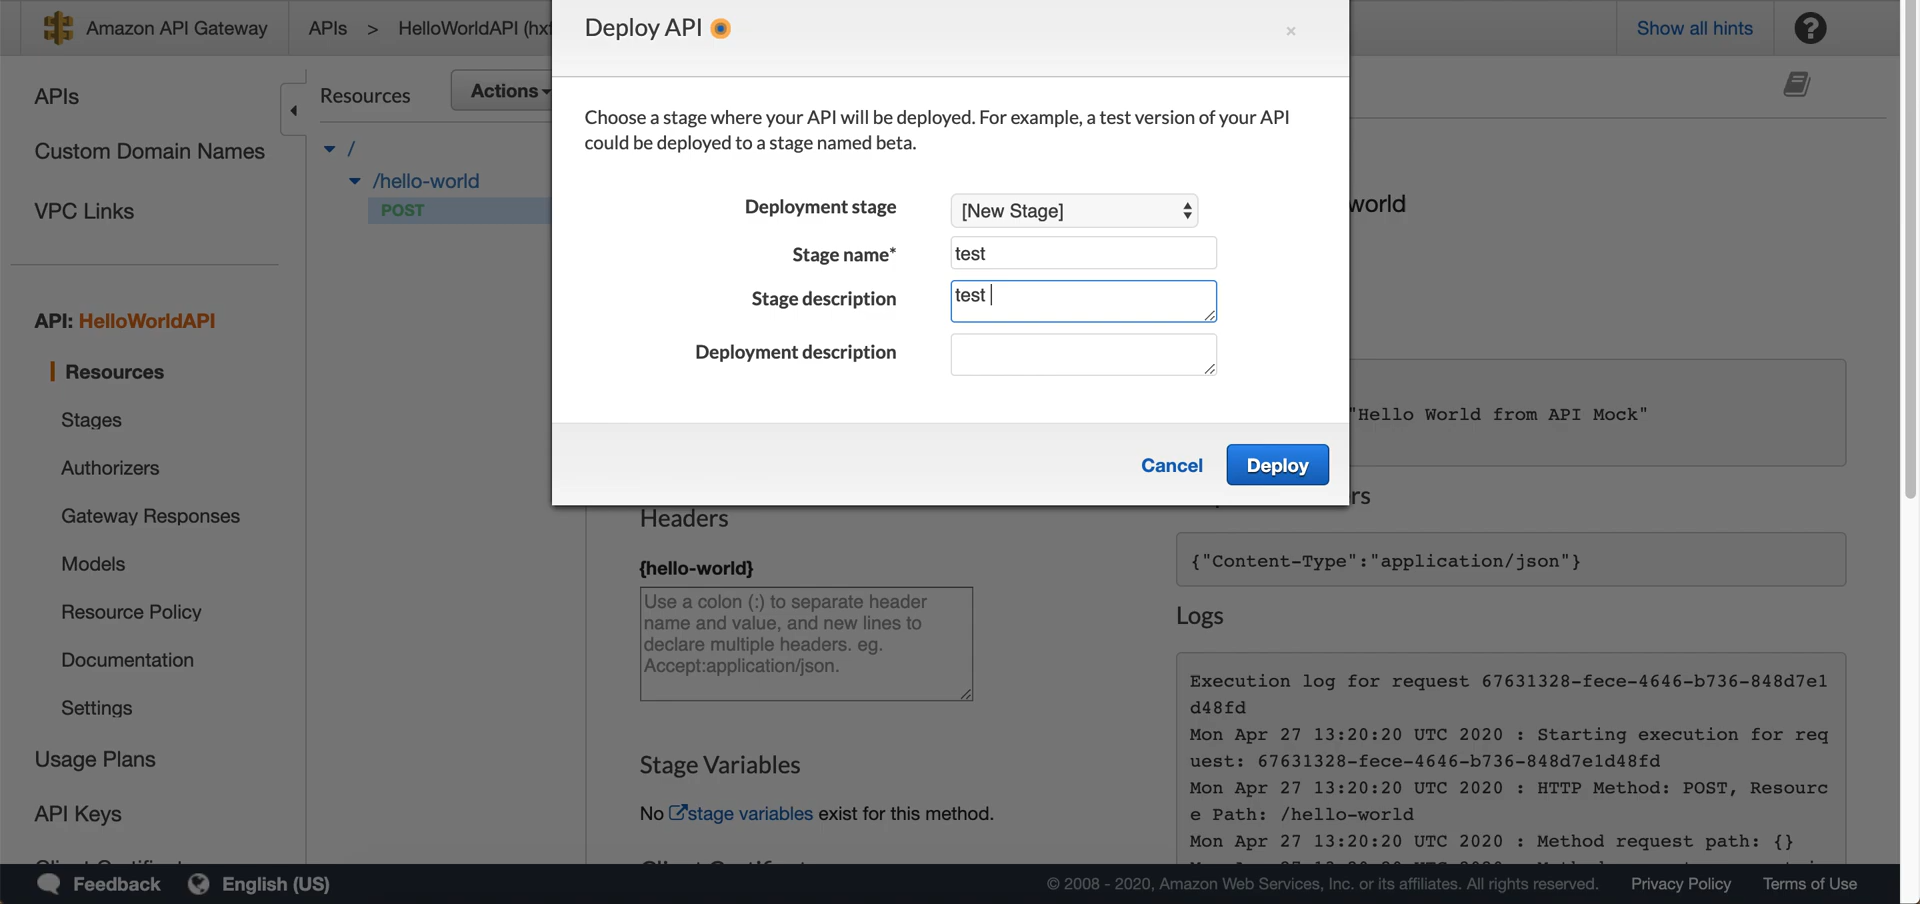 Amazon API Gateway
APIs > HelloWorldAPI (hxt
Show all hints
?
APIs
Custom Domain Names
VPC Links
API: HelloWorldAPI
Resources
Stages
Authorizers
Gateway Responses
Models
Resource Policy
Documentation
Settings
Usage Plans
API Keys
Resources
Actions
/
/hello-world
POST
Deploy API
×
Choose a stage where your API will be deployed. For example, a test version of your API
could be deployed to a stage named beta.
Deployment stage
[New Stage]
Stage name*
test
Stage description
test
Deployment description
Cancel
Deploy
Headers
{hello-world}
Use a colon (:) to separate header
name and value, and new lines to
declare multiple headers. eg.
Accept:application/json.
Stage Variables
No stage variables exist for this method.
world
"Hello World from API Mock"
rs
{"Content-Type":"application/json"}
Logs
Execution log for request 67631328-fece-4646-b736-848d7e1
d48fd
Mon Apr 27 13:20:20 UTC 2020 : Starting execution for req
uest: 67631328-fece-4646-b736-848d7e1d48fd
Mon Apr 27 13:20:20 UTC 2020 : HTTP Method: POST, Resourc
e Path: /hello-world
Mon Apr 27 13:20:20 UTC 2020 : Method request path: {}
Feedback
English (US)
© 2008 - 2020, Amazon Web Services, Inc. or its affiliates. All rights reserved.
Privacy Policy
Terms of Use